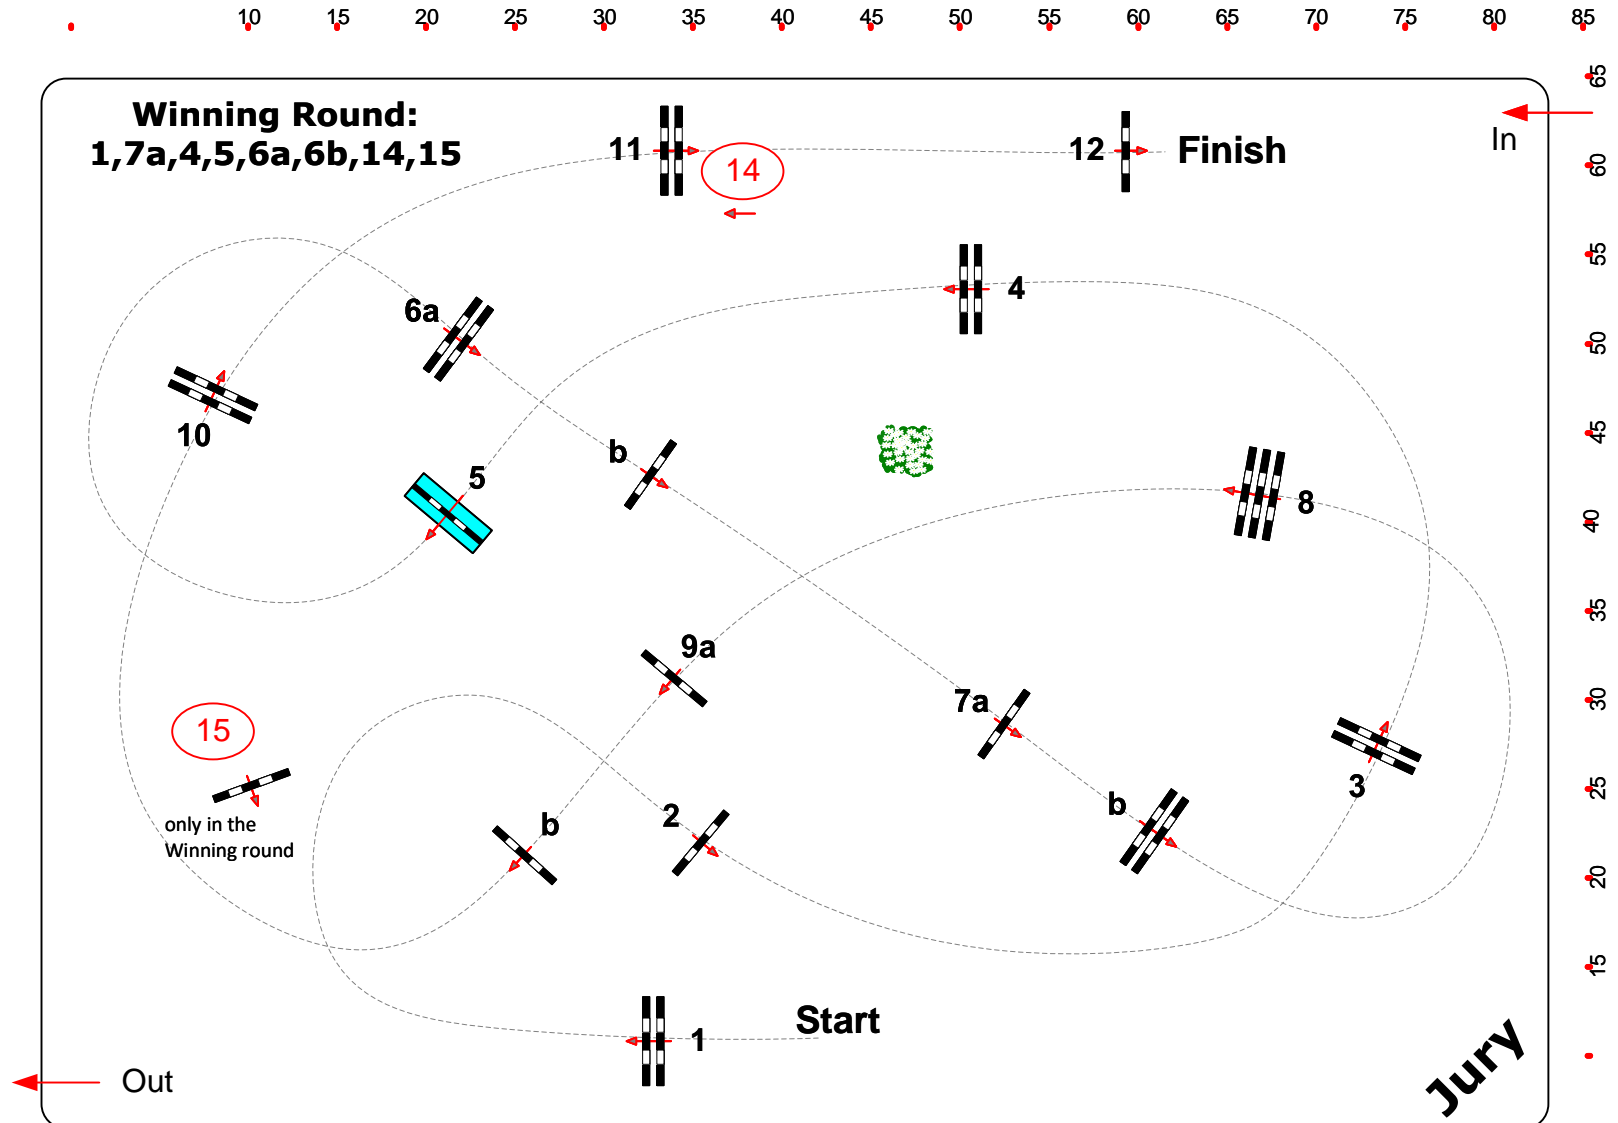 10 15 20 25 30 35 40 45 50 55 60 65 70 75 80 85
65
Winning Round:
1,7a,4,5,6a,6b,14,15
11
14
12
Finish
In
60
55
4
6a
50
10
b
45
5
8
40
35
9a
7a
30
15
3
25
only in the
Winning round
b
2
b
20
15
Start
1
Jury
Out